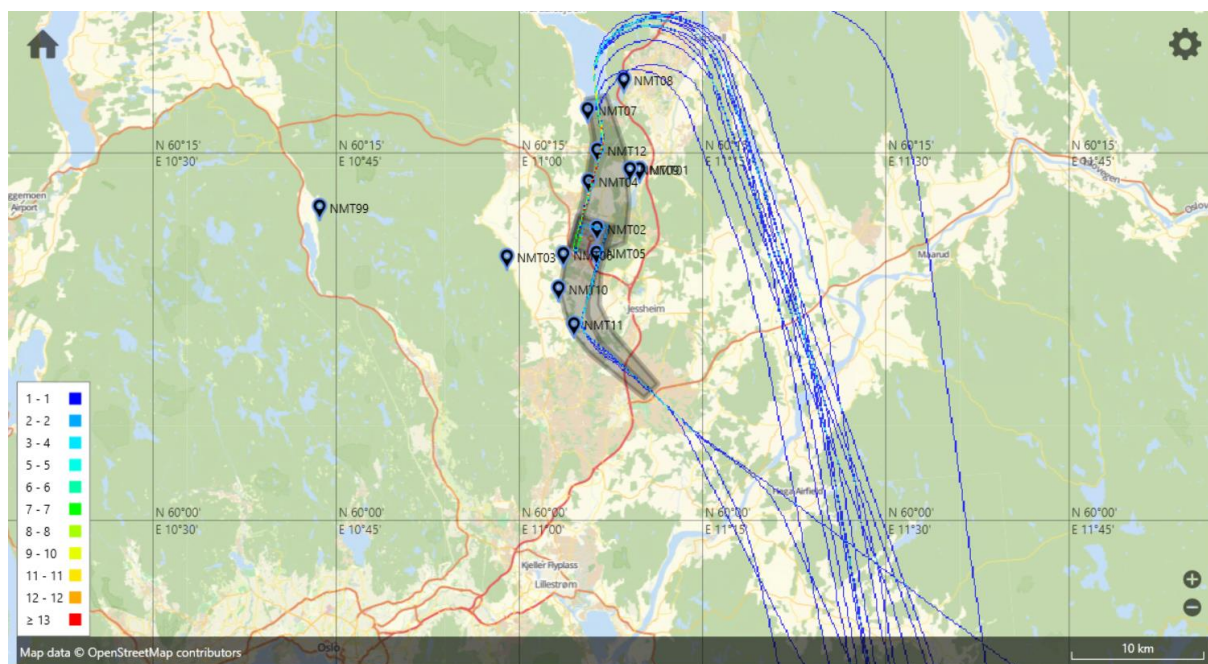 NMT08
NMT07
N 60°15'
E 10°30'
N 60°15'
E 10°45'
N 60°15'
E 11°00'
NMT12
N 60°15'
E 11°15'
N 60°15'
E 11°30'
N 60°15'
E 11°45'
NMT04
ggemoen
Airport
NMT99
NMT02
NMT03
NMT05
Maarud
NMT10
Jessheim
NMT11
1 - 1
2 - 2
3 - 4
5 - 5
6 - 6
7 - 7
8 - 8
9 - 10
11 - 11
12 - 12
≥ 13
N 60°00'
E 10°30'
N 60°00'
E 10°45'
N 60°00'
E 11°00'
N 60°00'
E 11°15'
N 60°00'
E 11°30'
N 60°00'
E 11°45'
Kjeller Flyplass
Lillestrøm
Oslo
Map data © OpenStreetMap contributors
10 km